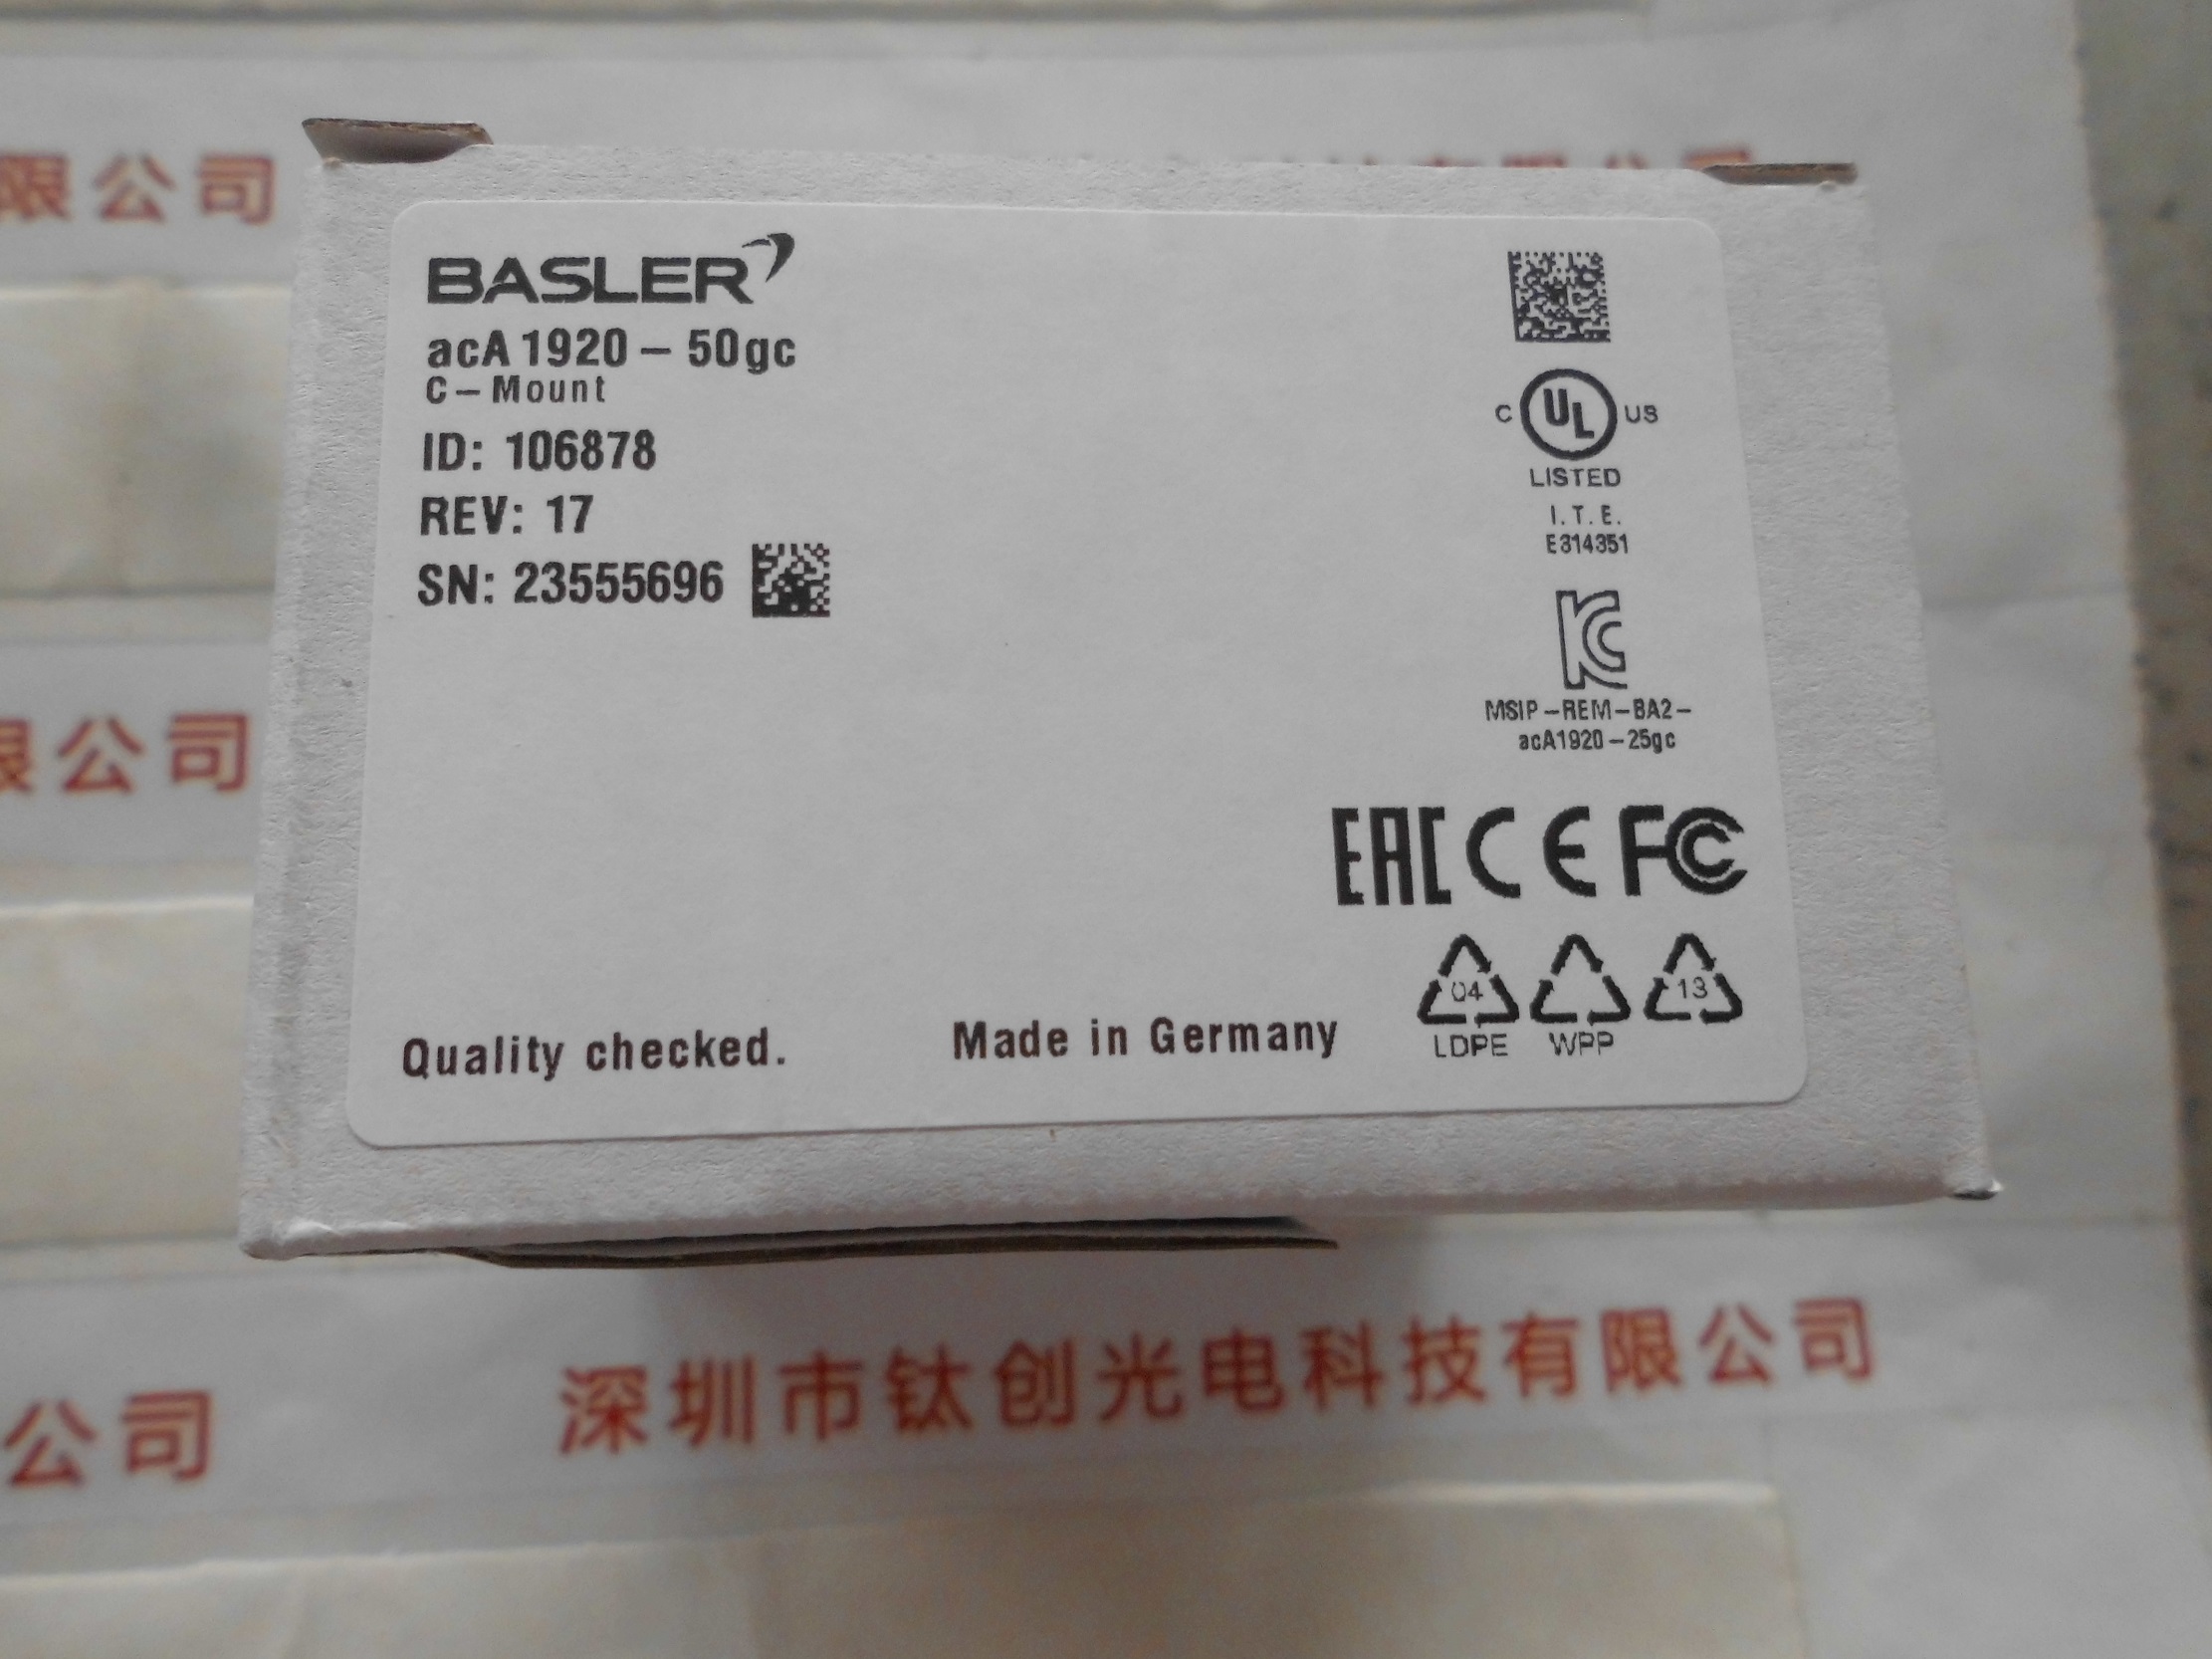 限公司
BASLER
acA1920-50gc
C-Mount
ID: 106878
REV: 17
SN: 23555696
C UL US
LISTED
I.T.E.
E314351
MSIP-REM-BA2-
acA1920-25gc
EAC CE FC
04
13
LDPE
WPP
Quality checked.
Made in Germany
限公司
深圳市钛创光电科技有限公司
公司